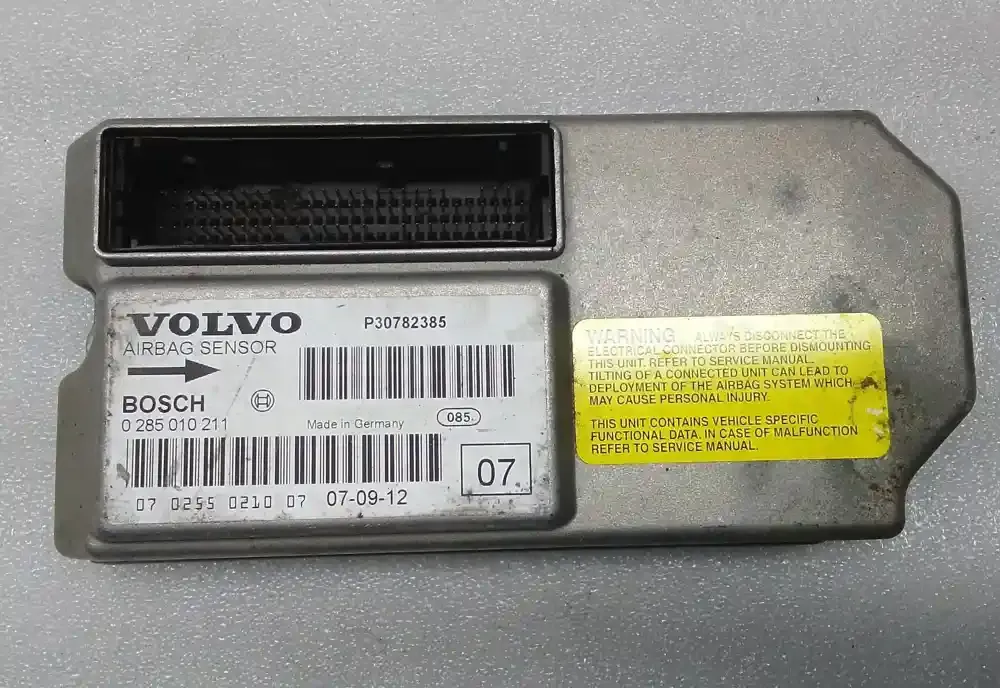 VOLVO
P30782385
AIRBAG SENSOR
BOSCH
0 285 010 211
Made in Germany
085.
07
07 0255 0210 07 07-09-12
WARNING ALWAYS DISCONNECT THE
ELECTRICAL CONNECTOR BEFORE DISMOUNTING
THIS UNIT. REFER TO SERVICE MANUAL.
TILTING OF A CONNECTED UNIT CAN LEAD TO
DEPLOYMENT OF THE AIRBAG SYSTEM WHICH
MAY CAUSE PERSONAL INJURY.
THIS UNIT CONTAINS VEHICLE SPECIFIC
FUNCTIONAL DATA. IN CASE OF MALFUNCTION
REFER TO SERVICE MANUAL.